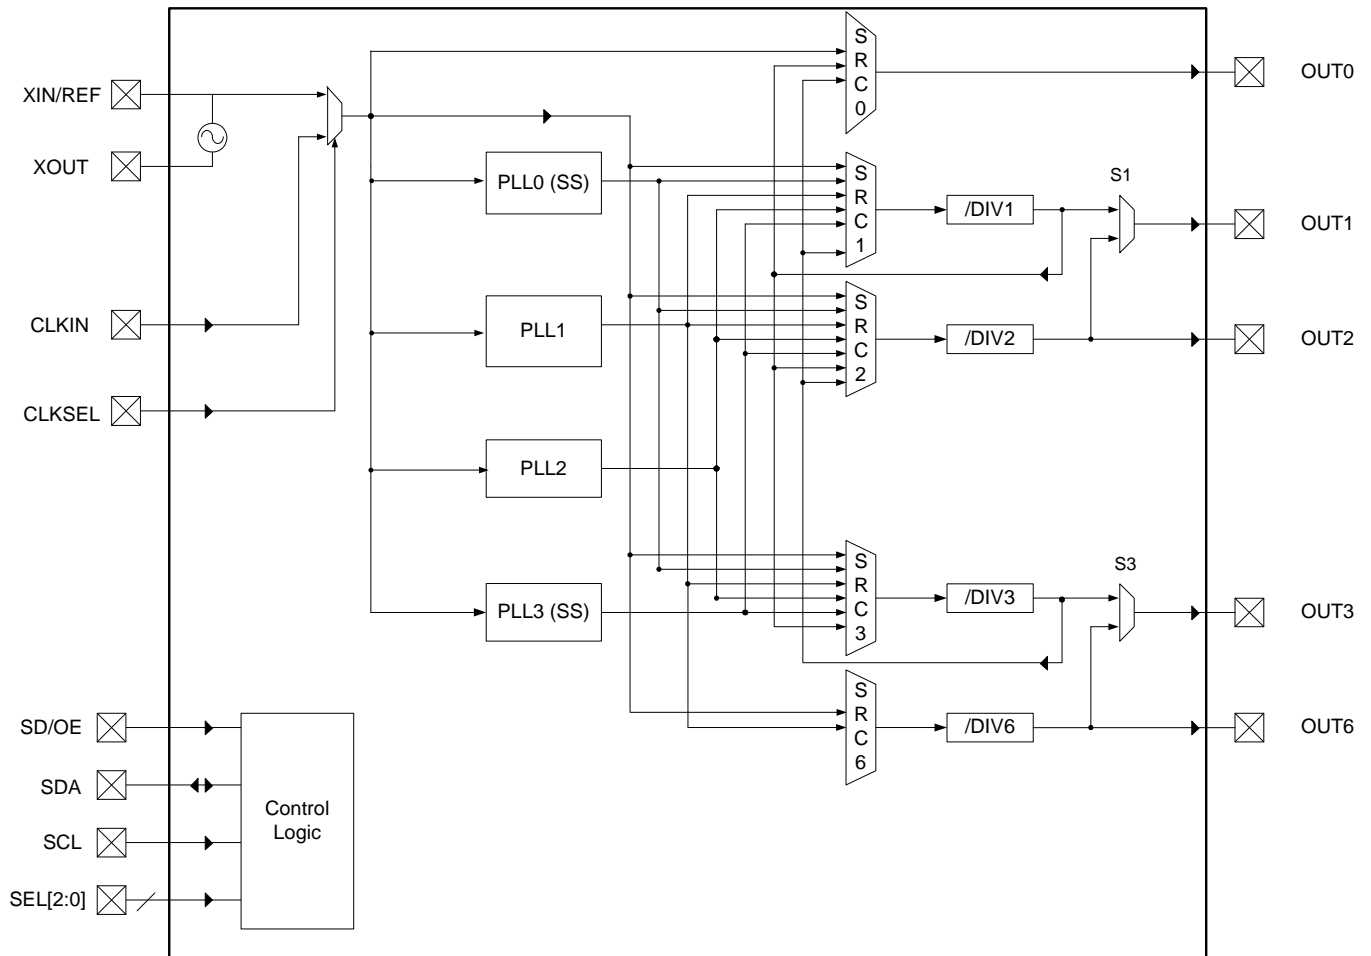 XIN/REF
XOUT
CLKIN
CLKSEL
SD/OE
SDA
SCL
SEL[2:0]
Control
Logic
PLL0 (SS)
PLL1
PLL2
PLL3 (SS)
S
R
C
0
S
R
C
1
S
R
C
2
S
R
C
3
S
R
C
6
/DIV1
/DIV2
/DIV3
/DIV6
S1
S3
OUT0
OUT1
OUT2
OUT3
OUT6